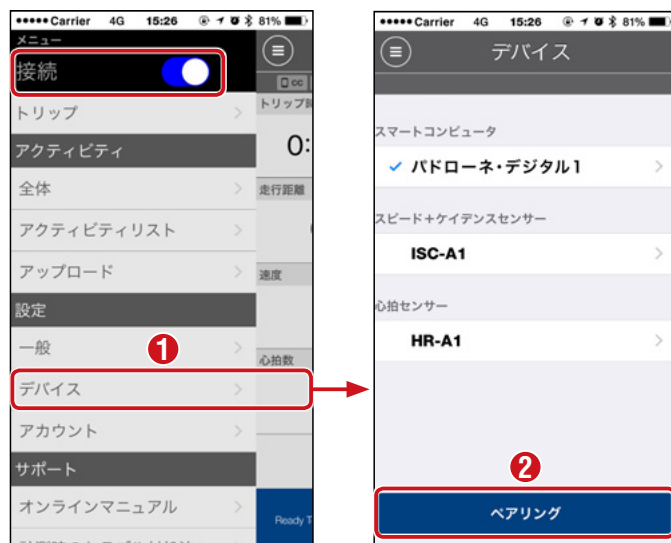 ●●●●● Carrier 4G 15:26 81%
メニュー
接続
トリップ
アクティビティ
全体
アクティビティリスト
アップロード
設定
一般
❶
デバイス
アカウント
サポート
オンラインマニュアル
cc
トリップ
0:
走行距離
速度
心拍数
Ready T
●●●●● Carrier 4G 15:26 81%
デバイス
スマートコンピュータ
✓ パドローネ・デジタル1
スピード+ケイデンスセンサー
ISC-A1
心拍センサー
HR-A1
❷
ペアリング